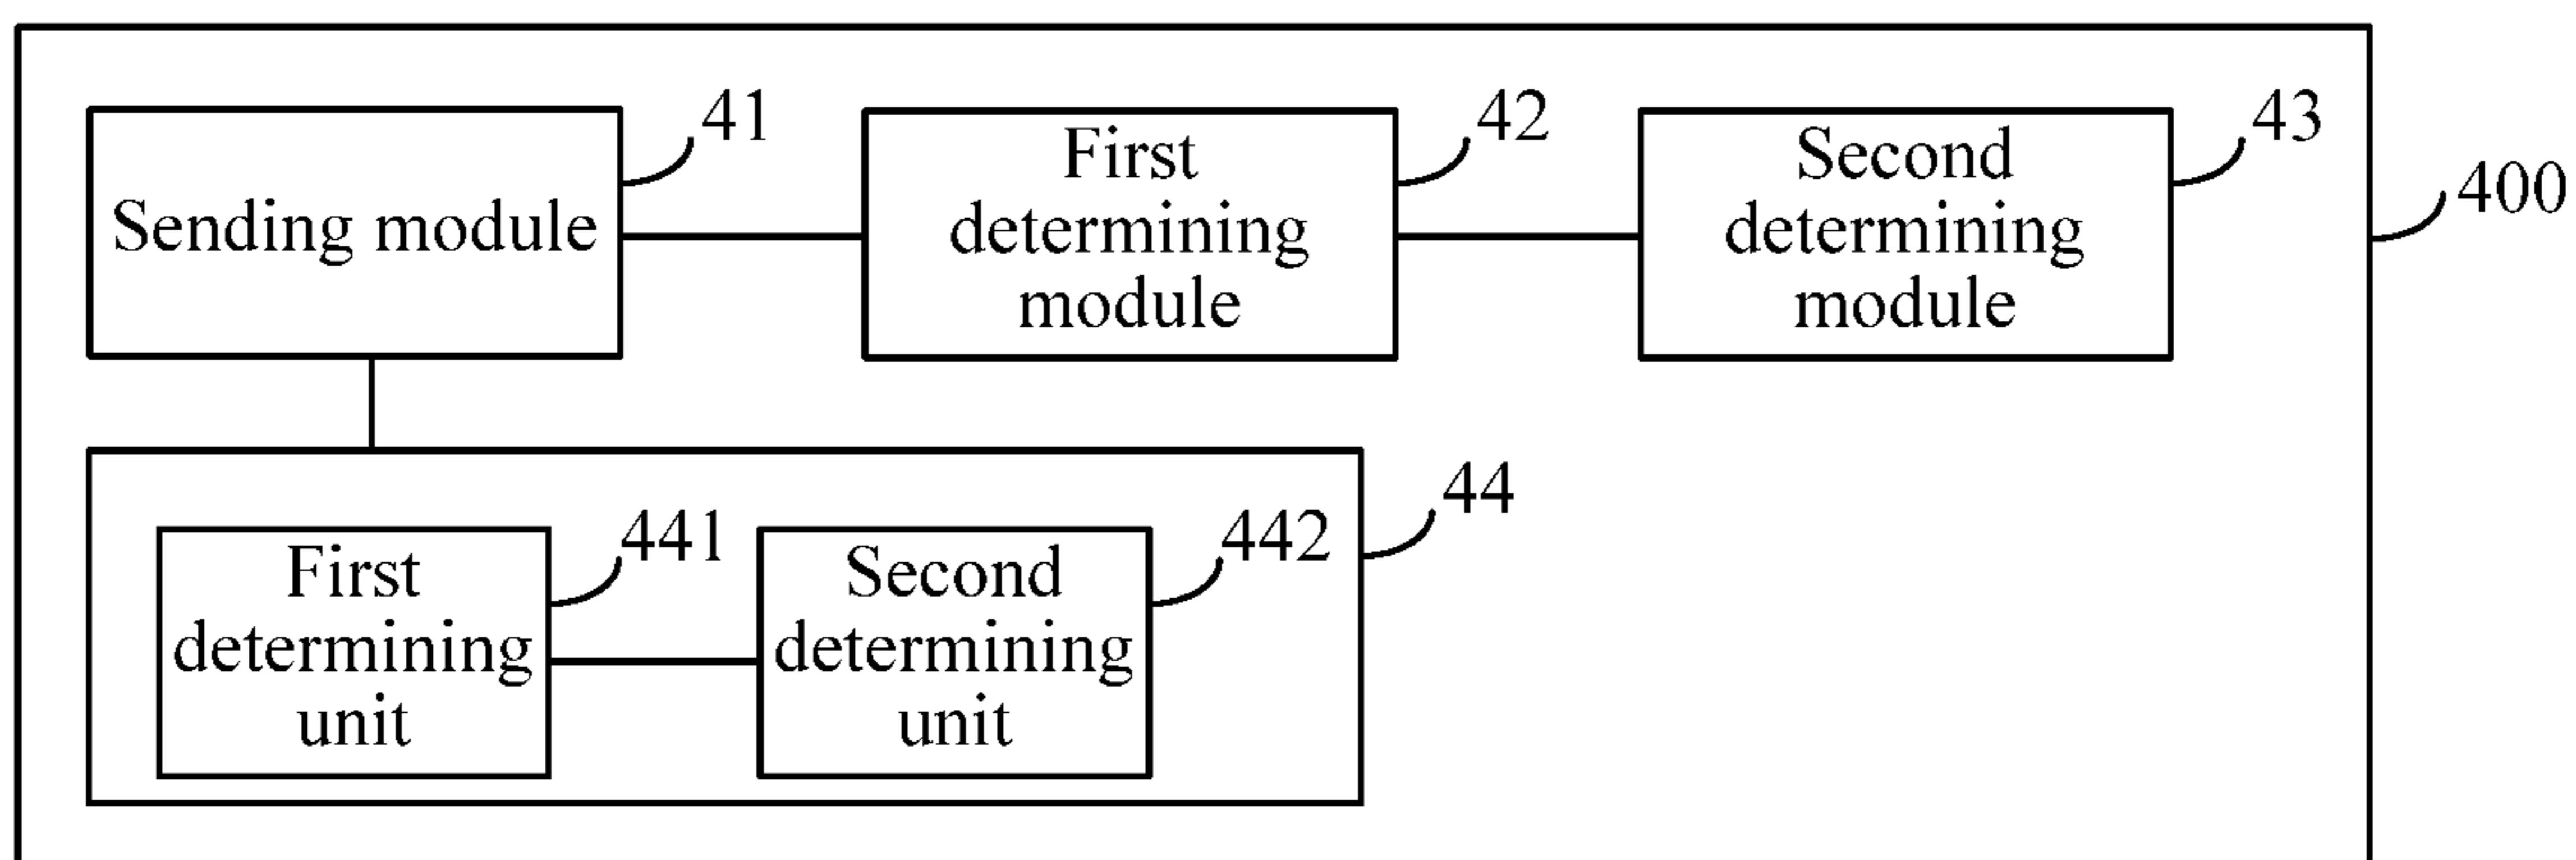 41
Sending module
42
First
determining
module
43
Second
determining
module
400
44
441
First
determining
unit
442
Second
determining
unit